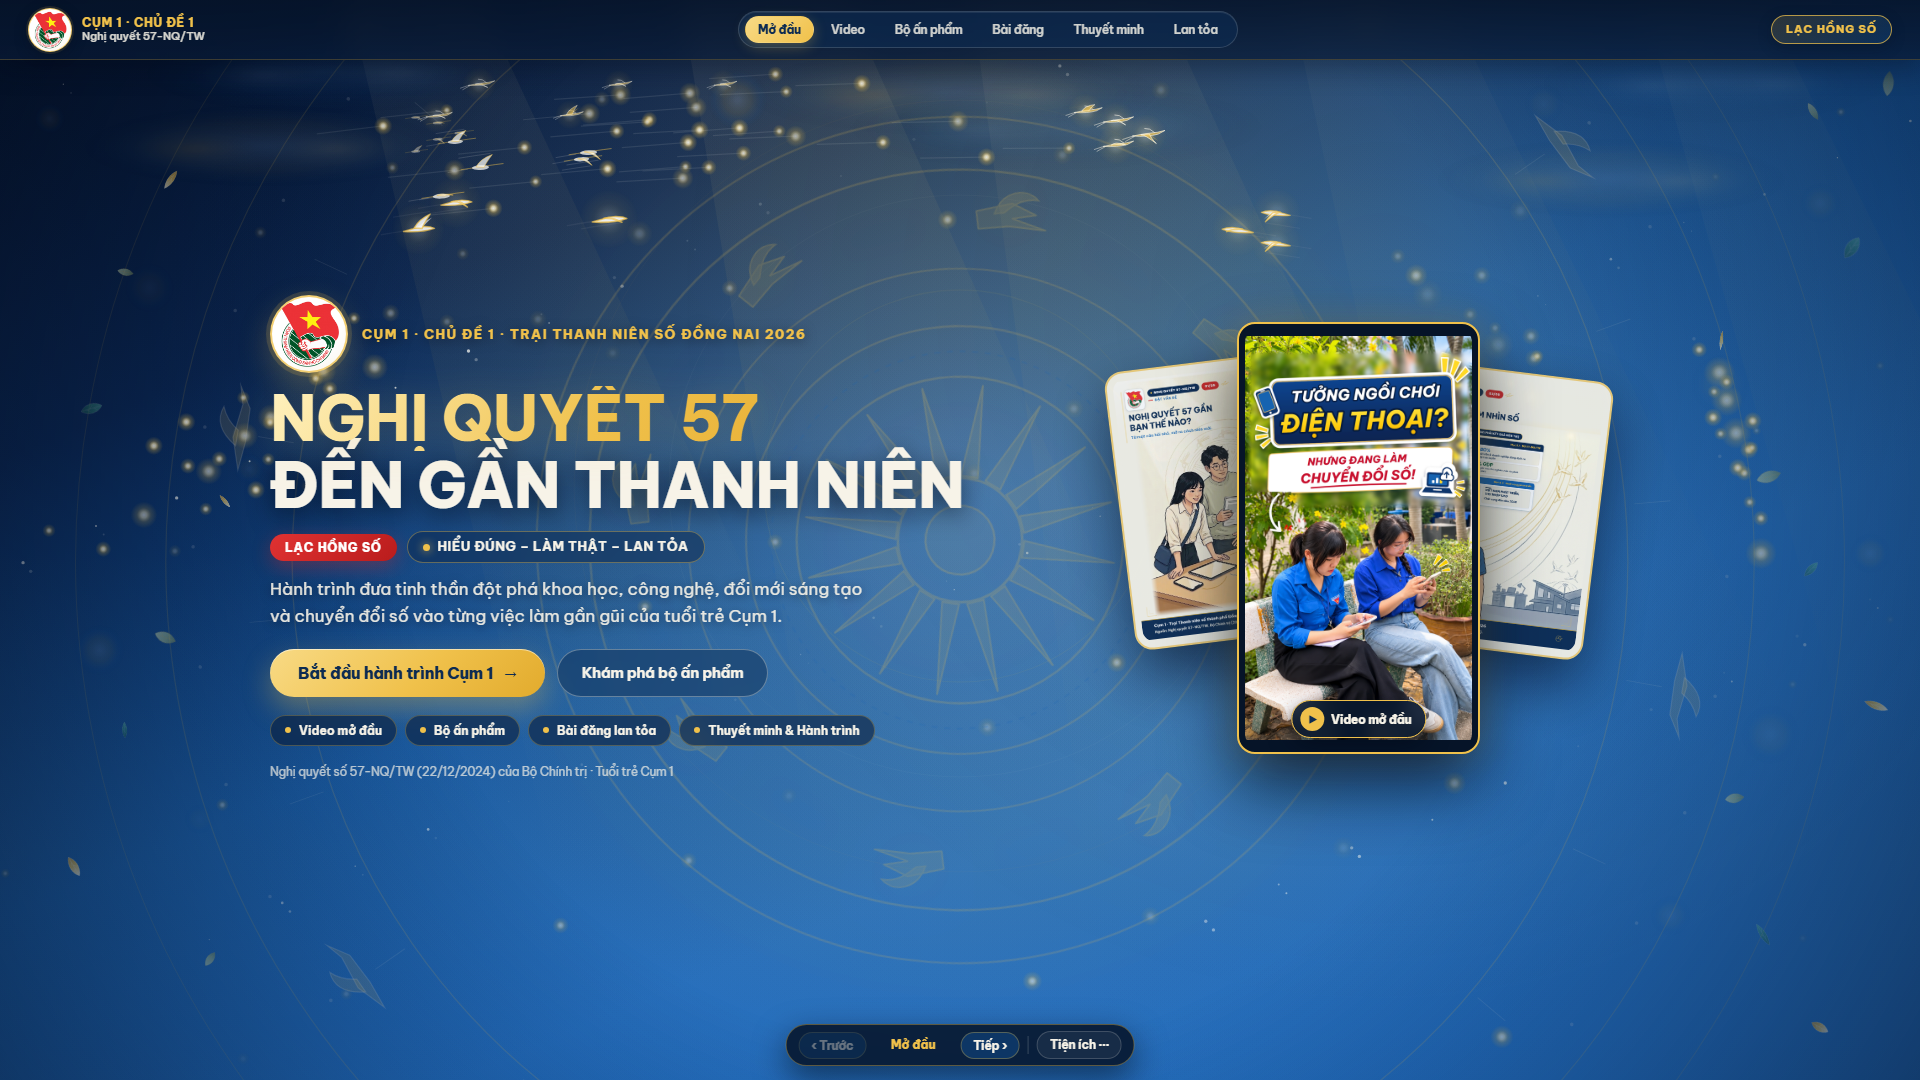 CỤM 1 · CHỦ ĐỀ 1
Nghị quyết 57-NQ/TW
Mở đầu
Video
Bộ ấn phẩm
Bài đăng
Thuyết minh
Lan tỏa
LẠC HỒNG SỐ
CỤM 1 · CHỦ ĐỀ 1 · TRẠI THANH NIÊN SỐ ĐỒNG NAI 2026
NGHỊ QUYẾT 57
ĐẾN GẦN THANH NIÊN
LẠC HỒNG SỐ
HIỂU ĐÚNG – LÀM THẬT – LAN TỎA
Hành trình đưa tinh thần đột phá khoa học, công nghệ, đổi mới sáng tạo
và chuyển đổi số vào từng việc làm gần gũi của tuổi trẻ Cụm 1.
Bắt đầu hành trình Cụm 1 →
Khám phá bộ ấn phẩm
Video mở đầu
Bộ ấn phẩm
Bài đăng lan tỏa
Thuyết minh & Hành trình
Nghị quyết số 57-NQ/TW (22/12/2024) của Bộ Chính trị · Tuổi trẻ Cụm 1
NGHỊ QUYẾT 57 GẦN
BẠN THẾ NÀO?
TƯỞNG NGỒI CHƠI
ĐIỆN THOẠI?
NHƯNG ĐANG LÀM
CHUYỂN ĐỔI SỐ!
Video mở đầu
M NHÌN SỐ
‹ Trước
Mở đầu
Tiếp ›
Tiện ích ···